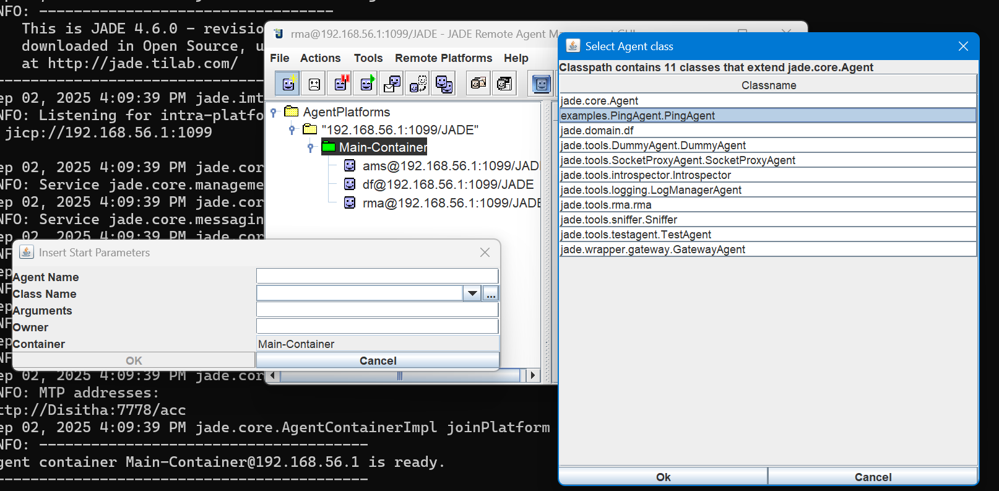 NFO: ----------------------------------
This is JADE 4.6.0 - revisio
downloaded in Open Source, u
at http://jade.tilab.com/
ep 02, 2025 4:09:39 PM jade.imt
NFO: Listening for intra-platfo
jicp://192.168.56.1:1099
ep 02, 2025 4:09:39 PM jade.cor
NFO: Service jade.core.manageme
ep 02, 2025 4:09:39 PM jade.cor
NFO: Service jade.core.messagin
ep 02, 2025 4:09:39 PM jade.cor
rma@192.168.56.1:1099/JADE - JADE Remote Agent Ma
GUI
File Actions Tools Remote Platforms Help
AgentPlatforms
"192.168.56.1:1099/JADE"
Main-Container
ams@192.168.56.1:1099/JADE
df@192.168.56.1:1099/JADE
rma@192.168.56.1:1099/JADE
Insert Start Parameters
Agent Name
Class Name
...
Arguments
Owner
Container Main-Container
OK Cancel
ep 02, 2025 4:09:39 PM jade.cor
NFO: MTP addresses:
ttp://Disitha:7778/acc
ep 02, 2025 4:09:39 PM jade.core.AgentContainerImpl joinPlatform
NFO: --------------------------------------
gent container Main-Container@192.168.56.1 is ready.
--------------------------------------------
Select Agent class
Classpath contains 11 classes that extend jade.core.Agent
Classname
jade.core.Agent
examples.PingAgent.PingAgent
jade.domain.df
jade.tools.DummyAgent.DummyAgent
jade.tools.SocketProxyAgent.SocketProxyAgent
jade.tools.introspector.Introspector
jade.tools.logging.LogManagerAgent
jade.tools.rma.rma
jade.tools.sniffer.Sniffer
jade.tools.testagent.TestAgent
jade.wrapper.gateway.GatewayAgent
Ok Cancel